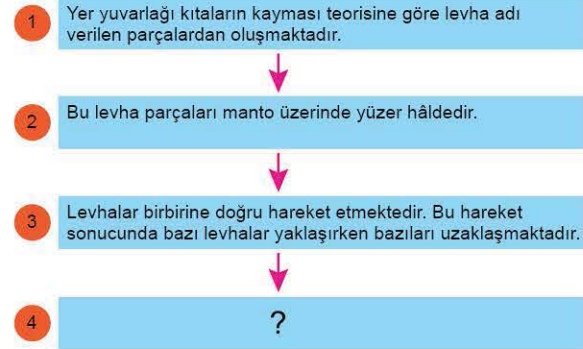 1
Yer yuvarlağı kıtaların kayması teorisine göre levha adı
verilen parçalardan oluşmaktadır.
2
Bu levha parçaları manto üzerinde yüzer hâldedir.
3
Levhalar birbirine doğru hareket etmektedir. Bu hareket
sonucunda bazı levhalar yaklaşırken bazıları uzaklaşmaktadır.
4
?